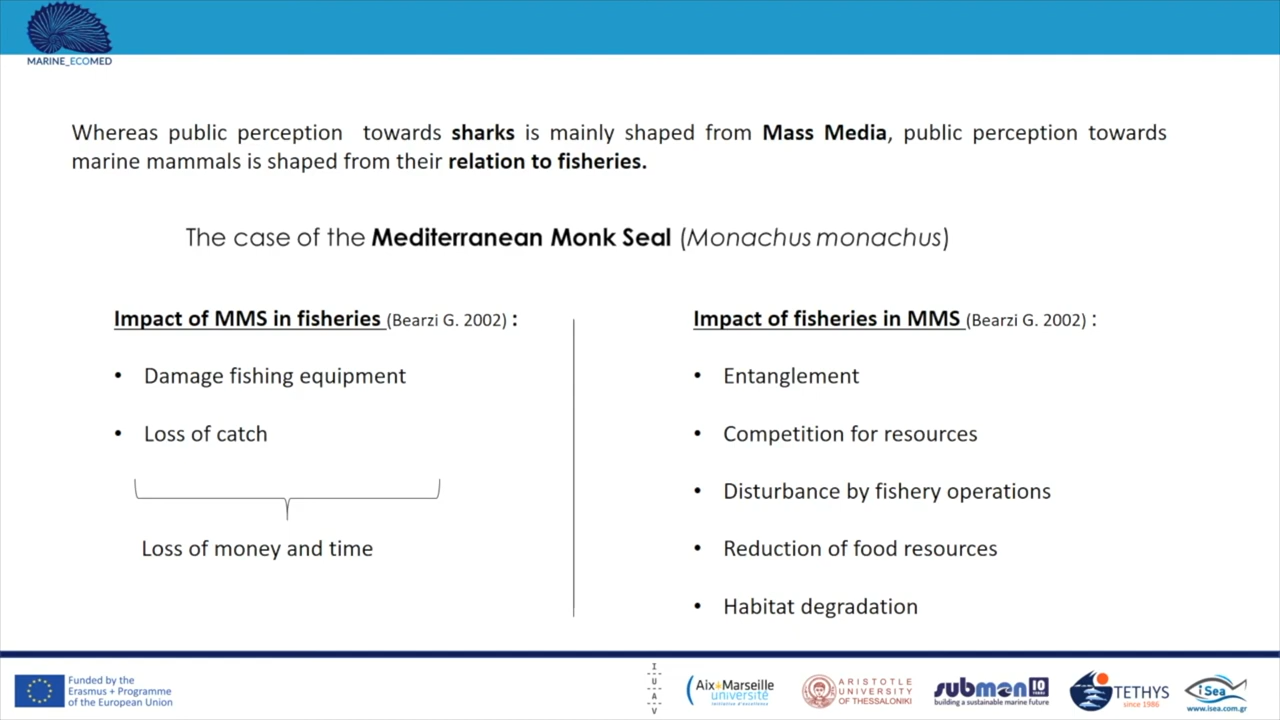 MARINE_ECOMED
Whereas public perception towards sharks is mainly shaped from Mass Media, public perception towards
marine mammals is shaped from their relation to fisheries.
The case of the Mediterranean Monk Seal (Monachus monachus)
Impact of MMS in fisheries (Bearzi G. 2002) :
• Damage fishing equipment
• Loss of catch
Loss of money and time
Impact of fisheries in MMS (Bearzi G. 2002) :
• Entanglement
• Competition for resources
• Disturbance by fishery operations
• Reduction of food resources
• Habitat degradation
Funded by the
Erasmus + Programme
of the European Union
I
U
A
V
Aix+Marseille
université
Initiative d'excellence
ARISTOTLE
UNIVERSITY
OF THESSALONIKI
submon 10
building a sustainable marine future
TETHYS
since 1986
iSea
www.isea.com.gr